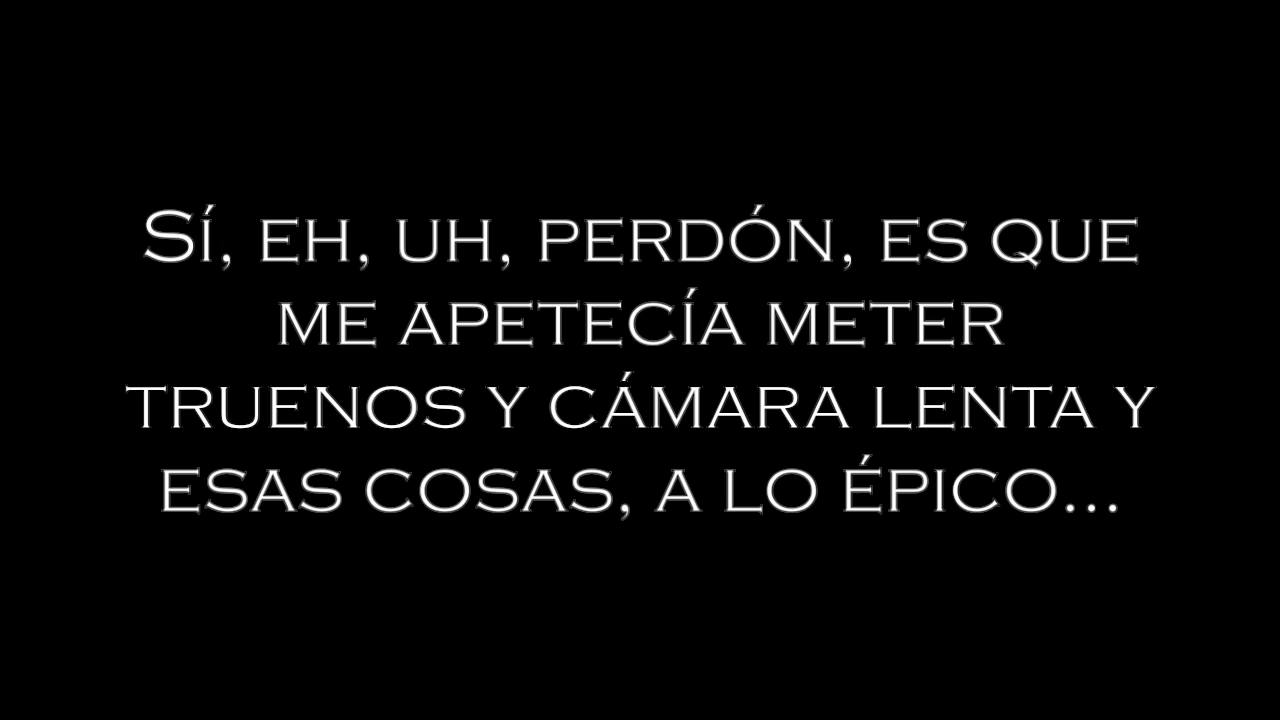 Sí, eh, uh, perdón, es que
me apetecía meter
truenos y cámara lenta y
esas cosas, a lo épico...